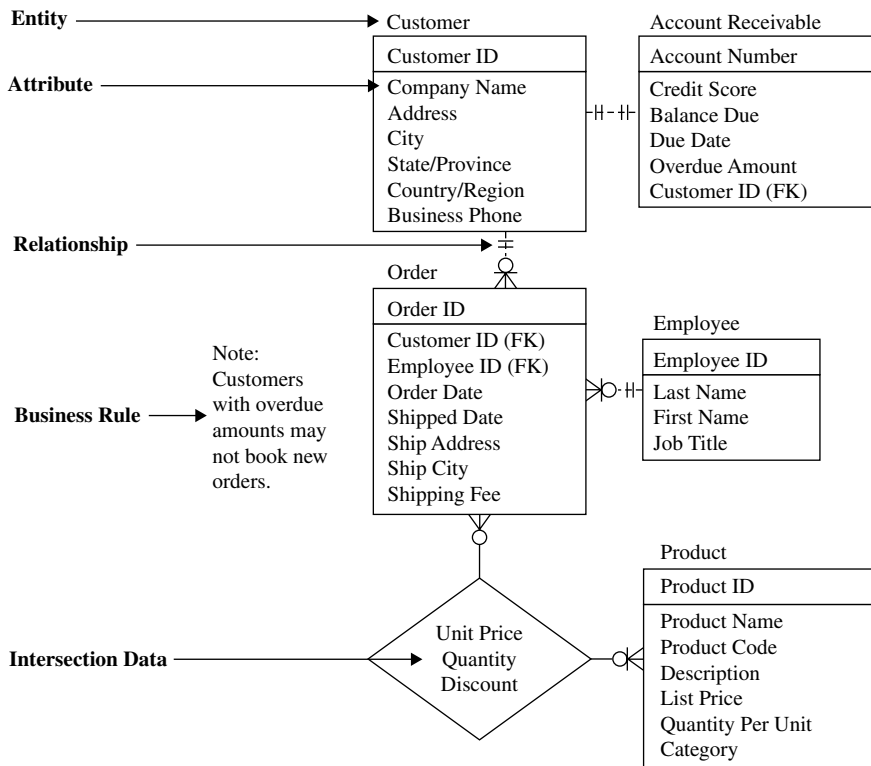 Entity
Customer
Account Receivable
Customer ID
Account Number
Attribute
Company Name
Address
City
State/Province
Country/Region
Business Phone
Credit Score
Balance Due
Due Date
Overdue Amount
Customer ID (FK)
Relationship
Order
Order ID
Customer ID (FK)
Employee ID (FK)
Order Date
Shipped Date
Ship Address
Ship City
Shipping Fee
Employee
Employee ID
Last Name
First Name
Job Title
Business Rule
Note:
Customers
with overdue
amounts may
not book new
orders.
Product
Product ID
Product Name
Product Code
Description
List Price
Quantity Per Unit
Category
Intersection Data
Unit Price
Quantity
Discount